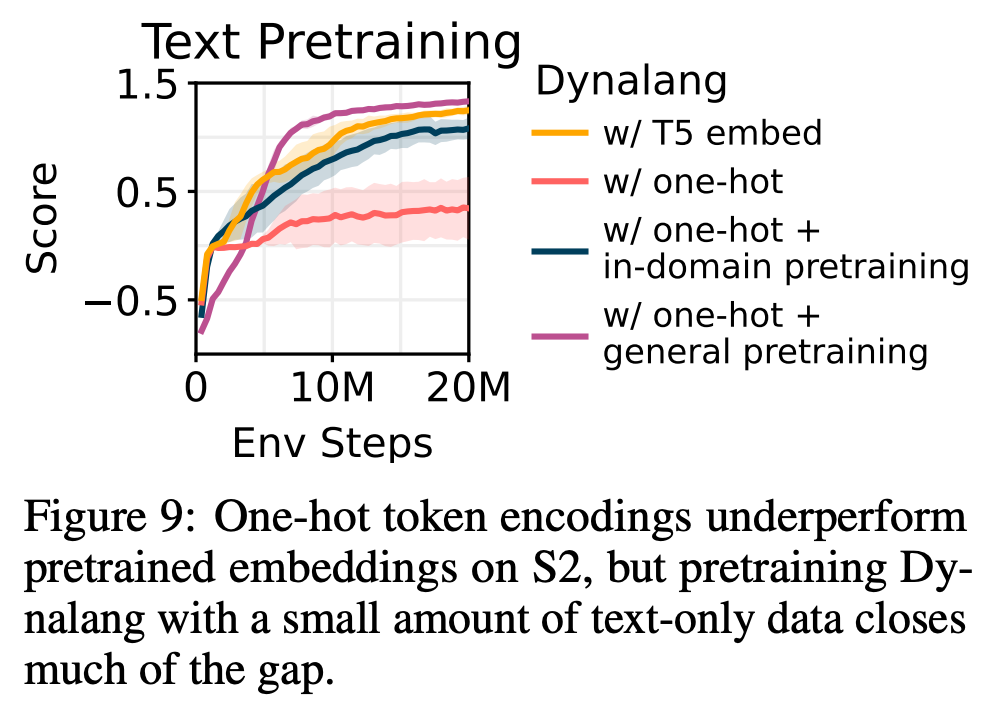 Text Pretraining
1.5
0.5
−0.5
Score
0
10M
20M
Env Steps
Dynalang
w/ T5 embed
w/ one-hot
w/ one-hot +
in-domain pretraining
w/ one-hot +
general pretraining
Figure 9: One-hot token encodings underperform
pretrained embeddings on S2, but pretraining Dy-
nalang with a small amount of text-only data closes
much of the gap.